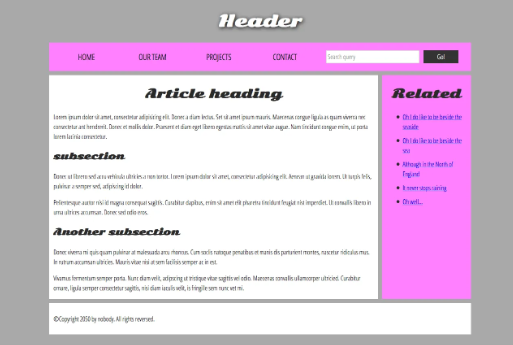 Header
HOME
OUR TEAM
PROJECTS
CONTACT
Search query
Go!
Article heading
Lorem ipsum dolor sit amet, consectetur adipisicing elit. Donec a diam lectus. Set sit amet ipsum mauris. Maecenas congue ligula as quam viverra nec
consectetur ant hendrerit. Donec et mollis dolor. Praesent et diam eget libero egestas mattis sit amet vitae augue. Nam tincidunt congue enim, ut porta
lorem lacinia consectetur.
subsection
Donec ut librero sed accu vehicula ultricies a non tortor. Lorem ipsum dolor sit amet, consectetur adipisicing elit. Aenean ut gravida lorem. Ut turpis felis,
pulvinar a semper sed, adipiscing id dolor.
Pellentesque auctor nisi id magna consequat sagittis. Curabitur dapibus, enim sit amet elit pharetra tincidunt feugiat nisl imperdiet. Ut convallis libero in
urna ultrices accumsan. Donec sed odio eros.
Another subsection
Donec viverra mi quis quam pulvinar at malesuada arcu rhoncus. Cum sociis natoque penatibus et manis dis parturient montes, nascetur ridiculus mus.
In rutrum accumsan ultricies. Mauris vitae nisi at sem facilisis semper ac in est.
Vivamus fermentum semper porta. Nunc diam velit, adipiscing ut tristique vitae sagittis vel odio. Maecenas convallis ullamcorper ultricied. Curabitur
ornare, ligula semper consectetur sagittis, nisi diam iaculis velit, is fringille sem nunc vet mi.
Related
Oh I do like to be beside the
seaside
Oh I do like to be beside the
sea
Although in the North of
England
It never stops raining
Oh well...
©Copyright 2050 by nobody. All rights reversed.